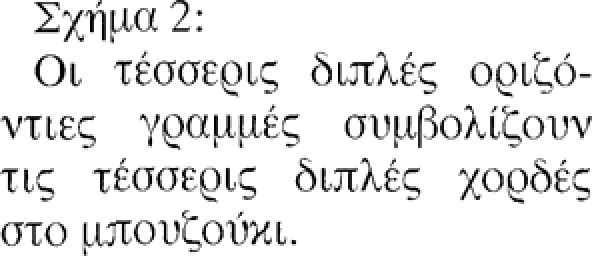 Σχήμα 2:
Οι τέσσερις διπλές οριζό-
ντιες γραμμές συμβολίζουν
τις τέσσερις διπλές χορδές
στο μπουζούκι.